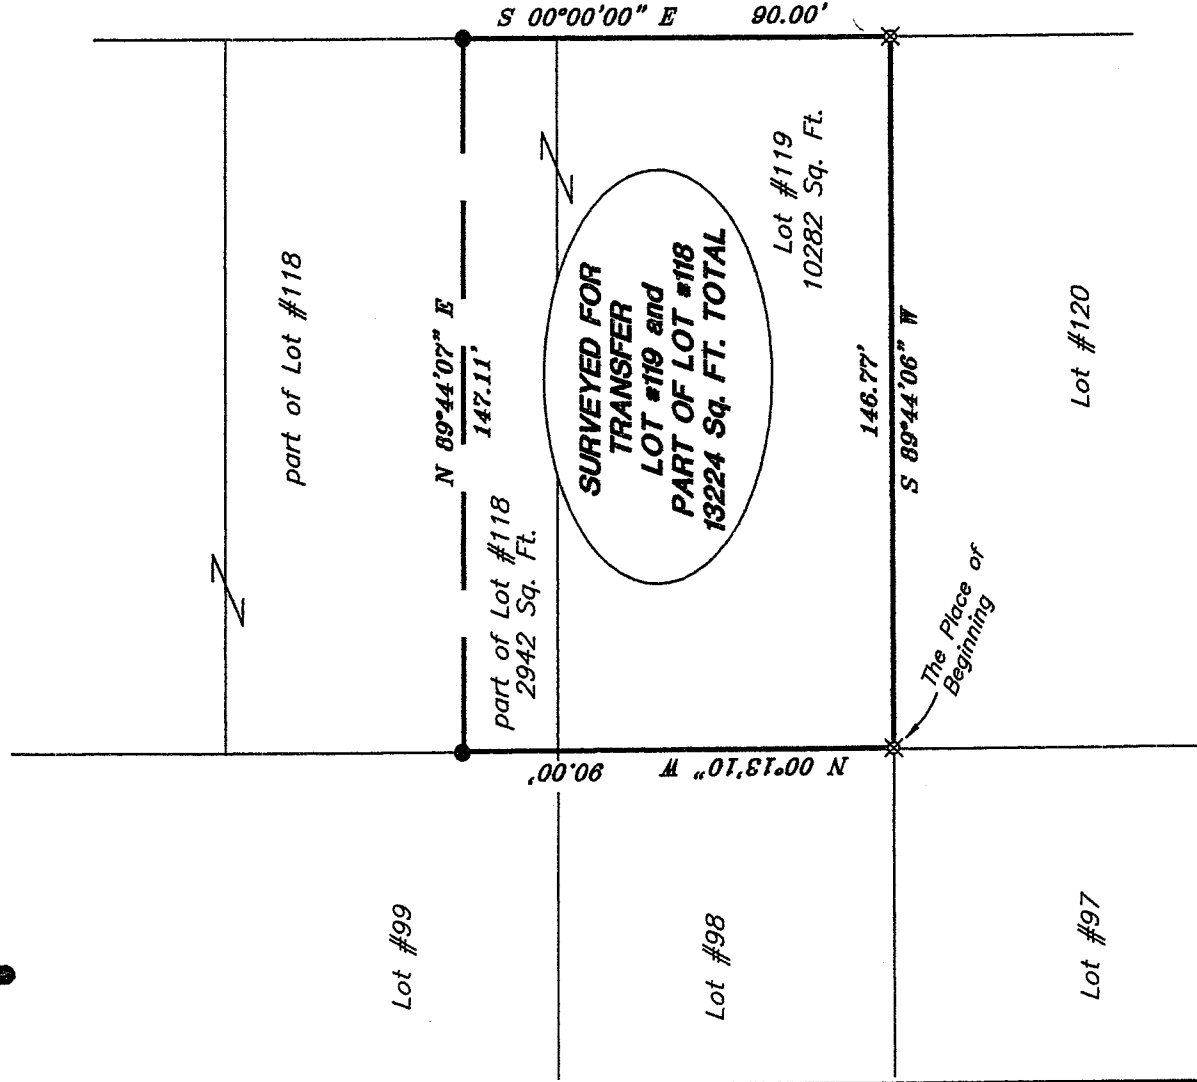 S 00°00'00" E 90.00'
part of Lot #118
N 89°44'07" E
147.11'
part of Lot #118
2942 Sq. Ft.
SURVEYED FOR
TRANSFER
LOT #119 and
PART OF LOT #118
13224 Sq. FT. TOTAL
Lot #119
10282 Sq. Ft.
146.77'
S 89°44'06" W
Lot #120
The Place of
Beginning
N 00°13'10" W 90.00'
Lot #99
Lot #98
Lot #97